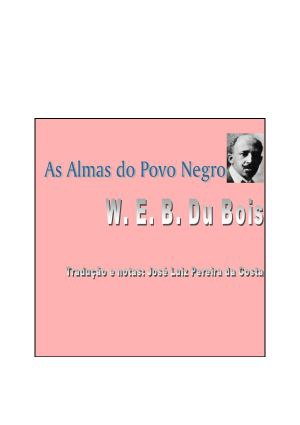 As Almas do Povo Negro
W. E. B. Du Bois
Tradução e notas: José Luiz Pereira da Costa